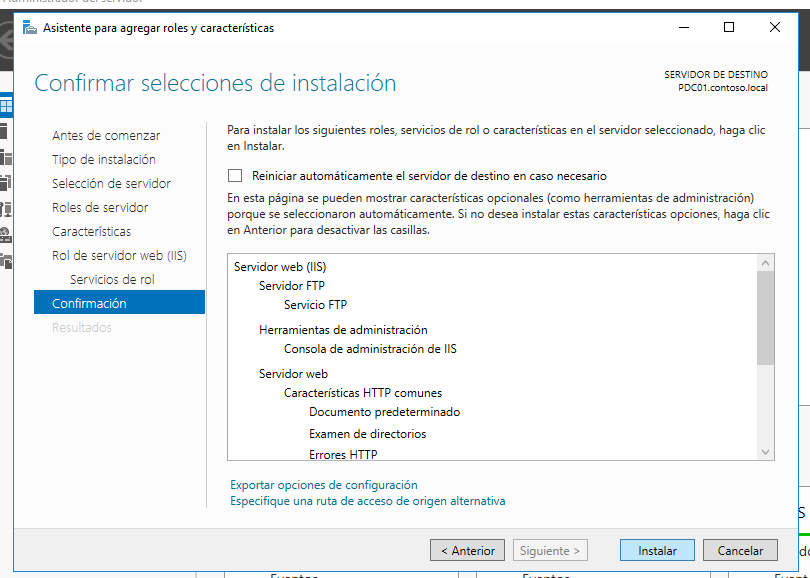 Administrador del servidor
Asistente para agregar roles y características
Confirmar selecciones de instalación
SERVIDOR DE DESTINO
PDC01.contoso.local
Antes de comenzar
Tipo de instalación
Selección de servidor
Roles de servidor
Características
Rol de servidor web (IIS)
Servicios de rol
Confirmación
Resultados
Para instalar los siguientes roles, servicios de rol o características en el servidor seleccionado, haga clic
en Instalar.
Reiniciar automáticamente el servidor de destino en caso necesario
En esta página se pueden mostrar características opcionales (como herramientas de administración)
porque se seleccionaron automáticamente. Si no desea instalar estas características opciones, haga clic
en Anterior para desactivar las casillas.
Servidor web (IIS)
Servidor FTP
Servicio FTP
Herramientas de administración
Consola de administración de IIS
Servidor web
Características HTTP comunes
Documento predeterminado
Examen de directorios
Errores HTTP
Exportar opciones de configuración
Especifique una ruta de acceso de origen alternativa
< Anterior
Siguiente >
Instalar
Cancelar
Eventos
Eventos